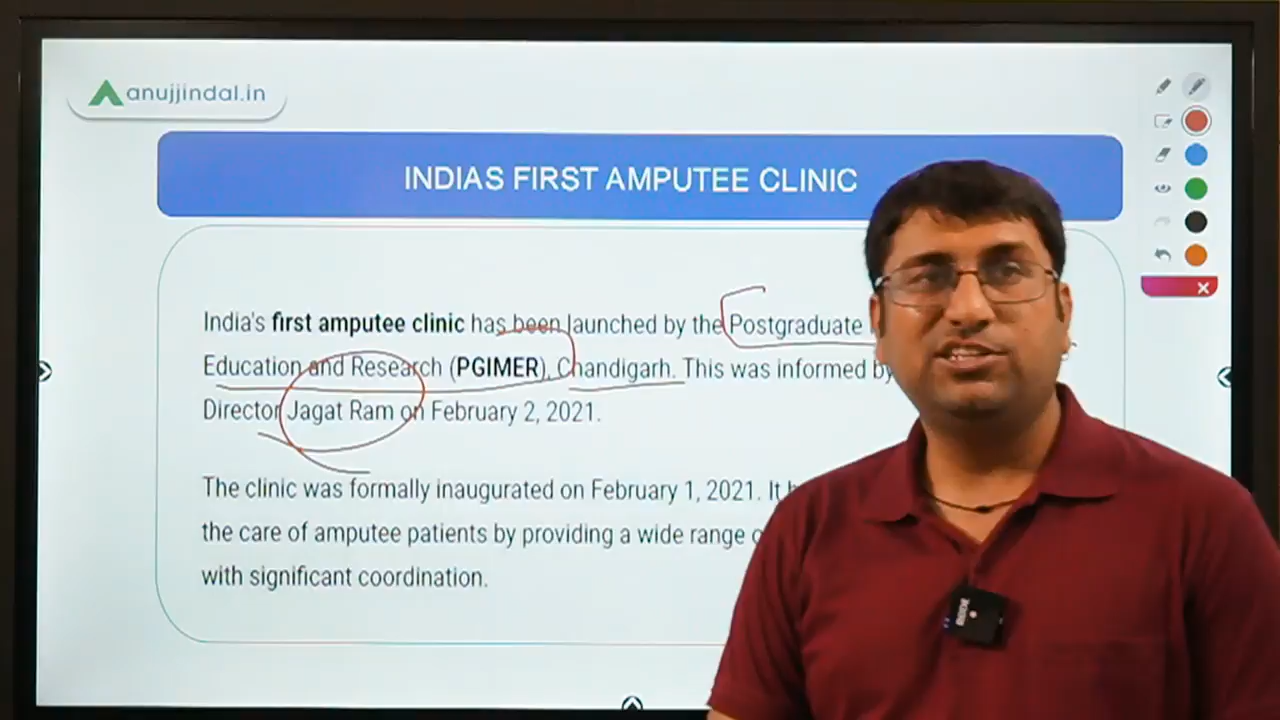 anujjindal.in
INDIAS FIRST AMPUTEE CLINIC
India's first amputee clinic has been launched by the Postgraduate
Education and Research (PGIMER), Chandigarh. This was informed by
Director Jagat Ram on February 2, 2021.
The clinic was formally inaugurated on February 1, 2021. It
the care of amputee patients by providing a wide range
with significant coordination.